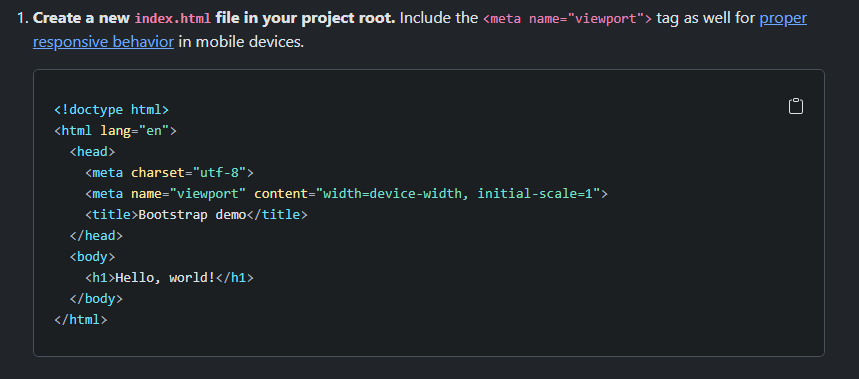 1. Create a new index.html file in your project root. Include the <meta name="viewport"> tag as well for proper
responsive behavior in mobile devices.
<!doctype html>
<html lang="en">
  <head>
    <meta charset="utf-8">
    <meta name="viewport" content="width=device-width, initial-scale=1">
    <title>Bootstrap demo</title>
  </head>
  <body>
    <h1>Hello, world!</h1>
  </body>
</html>